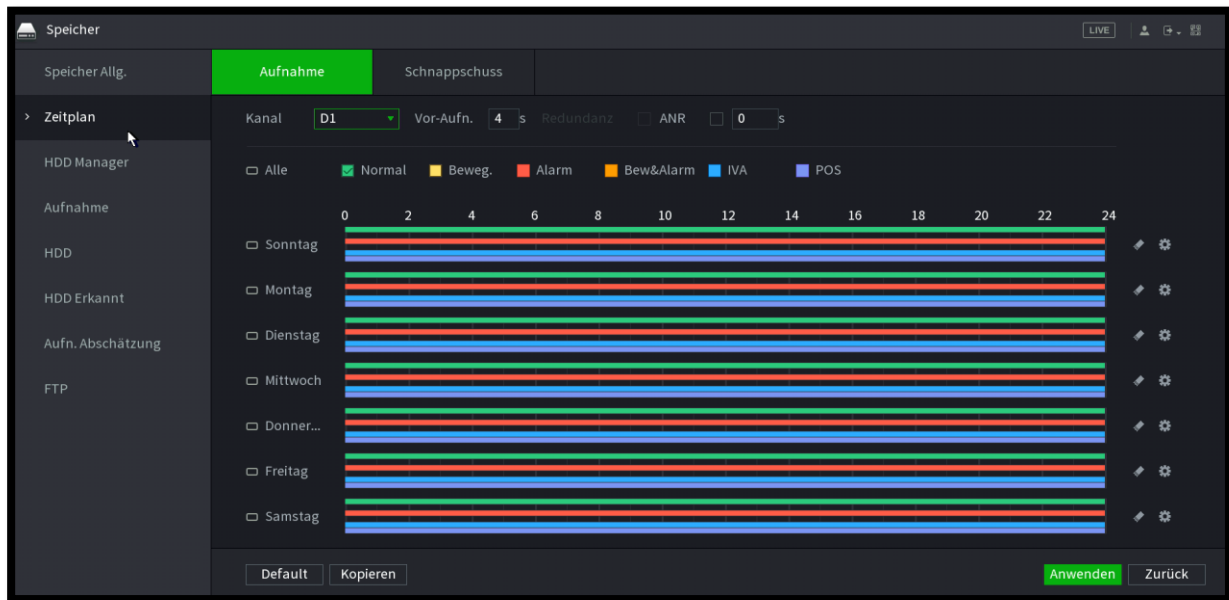 Speicher LIVE
Speicher Allg. Aufnahme Schnappschuss
Zeitplan
HDD Manager
Aufnahme
HDD
HDD Erkannt
Aufn. Abschätzung
FTP
Kanal D1 Vor-Aufn. 4 s Redundanz ANR 0 s
Alle Normal Beweg. Alarm Bew&Alarm IVA POS
0 2 4 6 8 10 12 14 16 18 20 22 24
Sonntag
Montag
Dienstag
Mittwoch
Donner...
Freitag
Samstag
Default Kopieren Anwenden Zurück